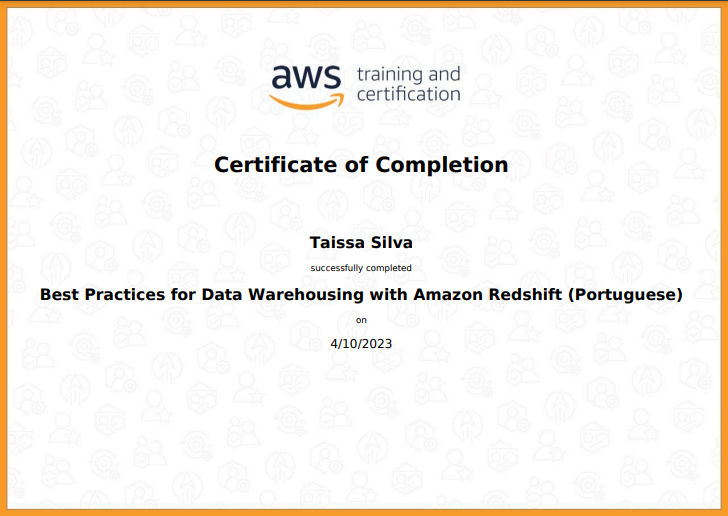 aws training and
certification
Certificate of Completion
Taissa Silva
successfully completed
Best Practices for Data Warehousing with Amazon Redshift (Portuguese)
on
4/10/2023